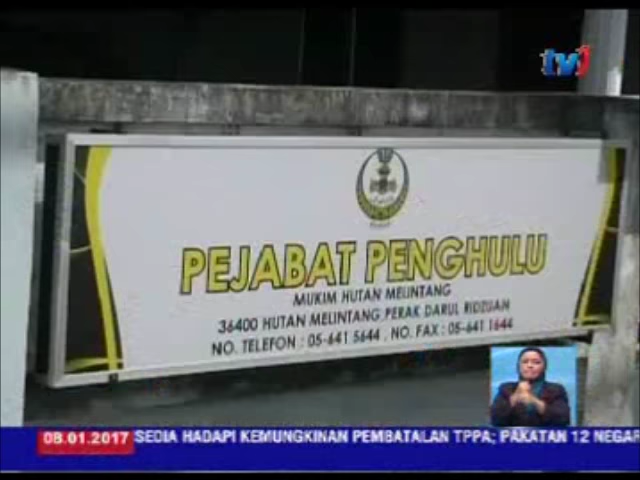 tv1
PEJABAT PENGHULU
MUKIM HUTAN MELINTANG
36400 HUTAN MELINTANG, PERAK DARUL RIDZUAN
NO. TELEFON : 05-641 5644 , NO. FAX : 05-641 1644
08.01.2017 SEDIA HADAPI KEMUNGKINAN PEMBATALAN TPPA; PAKATAN 12 NEGAR